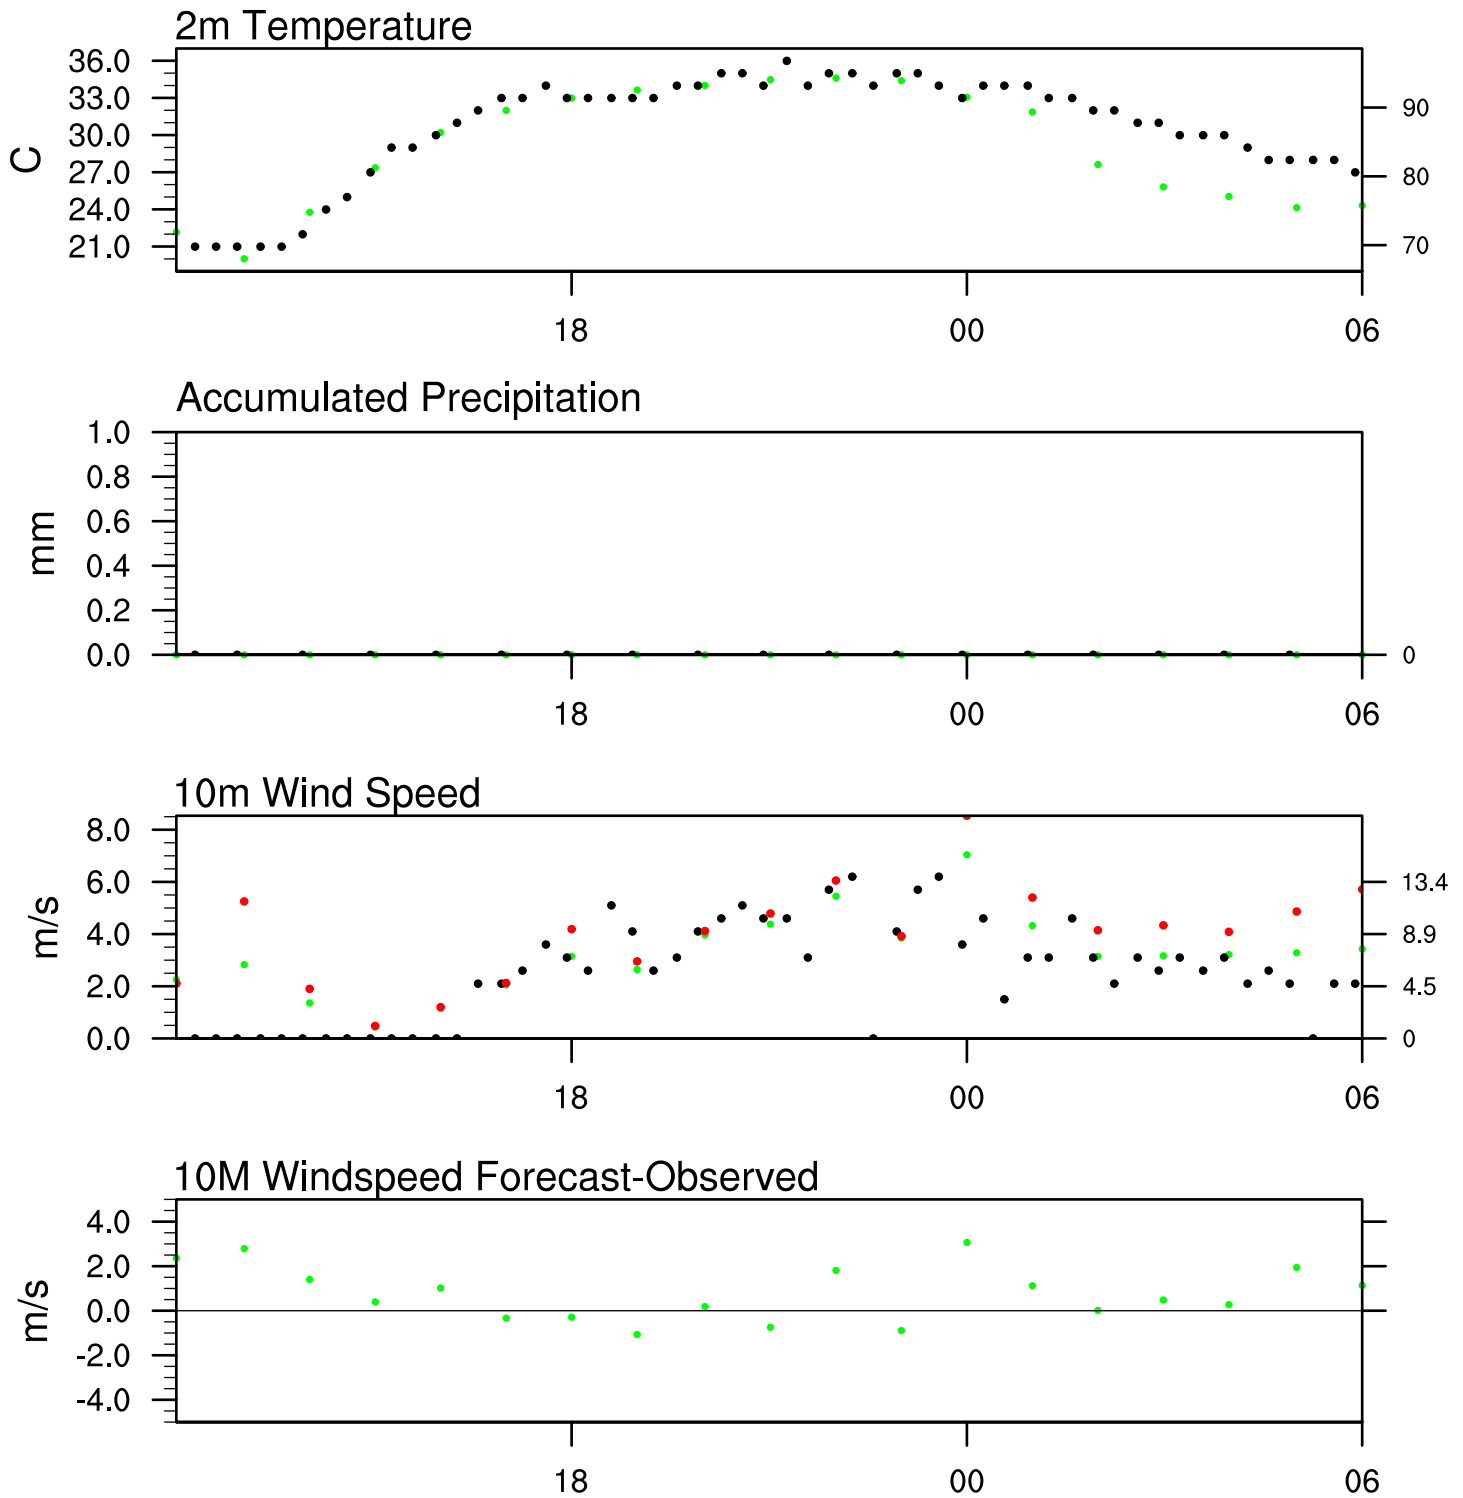 2m Temperature
36.0
33.0
30.0
27.0
24.0
21.0
C
90
80
70
18 00 06
Accumulated Precipitation
1.0
0.8
0.6
0.4
0.2
0.0
mm
0
18 00 06
10m Wind Speed
8.0
6.0
4.0
2.0
0.0
m/s
13.4
8.9
4.5
0
18 00 06
10M Windspeed Forecast-Observed
4.0
2.0
0.0
-2.0
-4.0
m/s
18 00 06